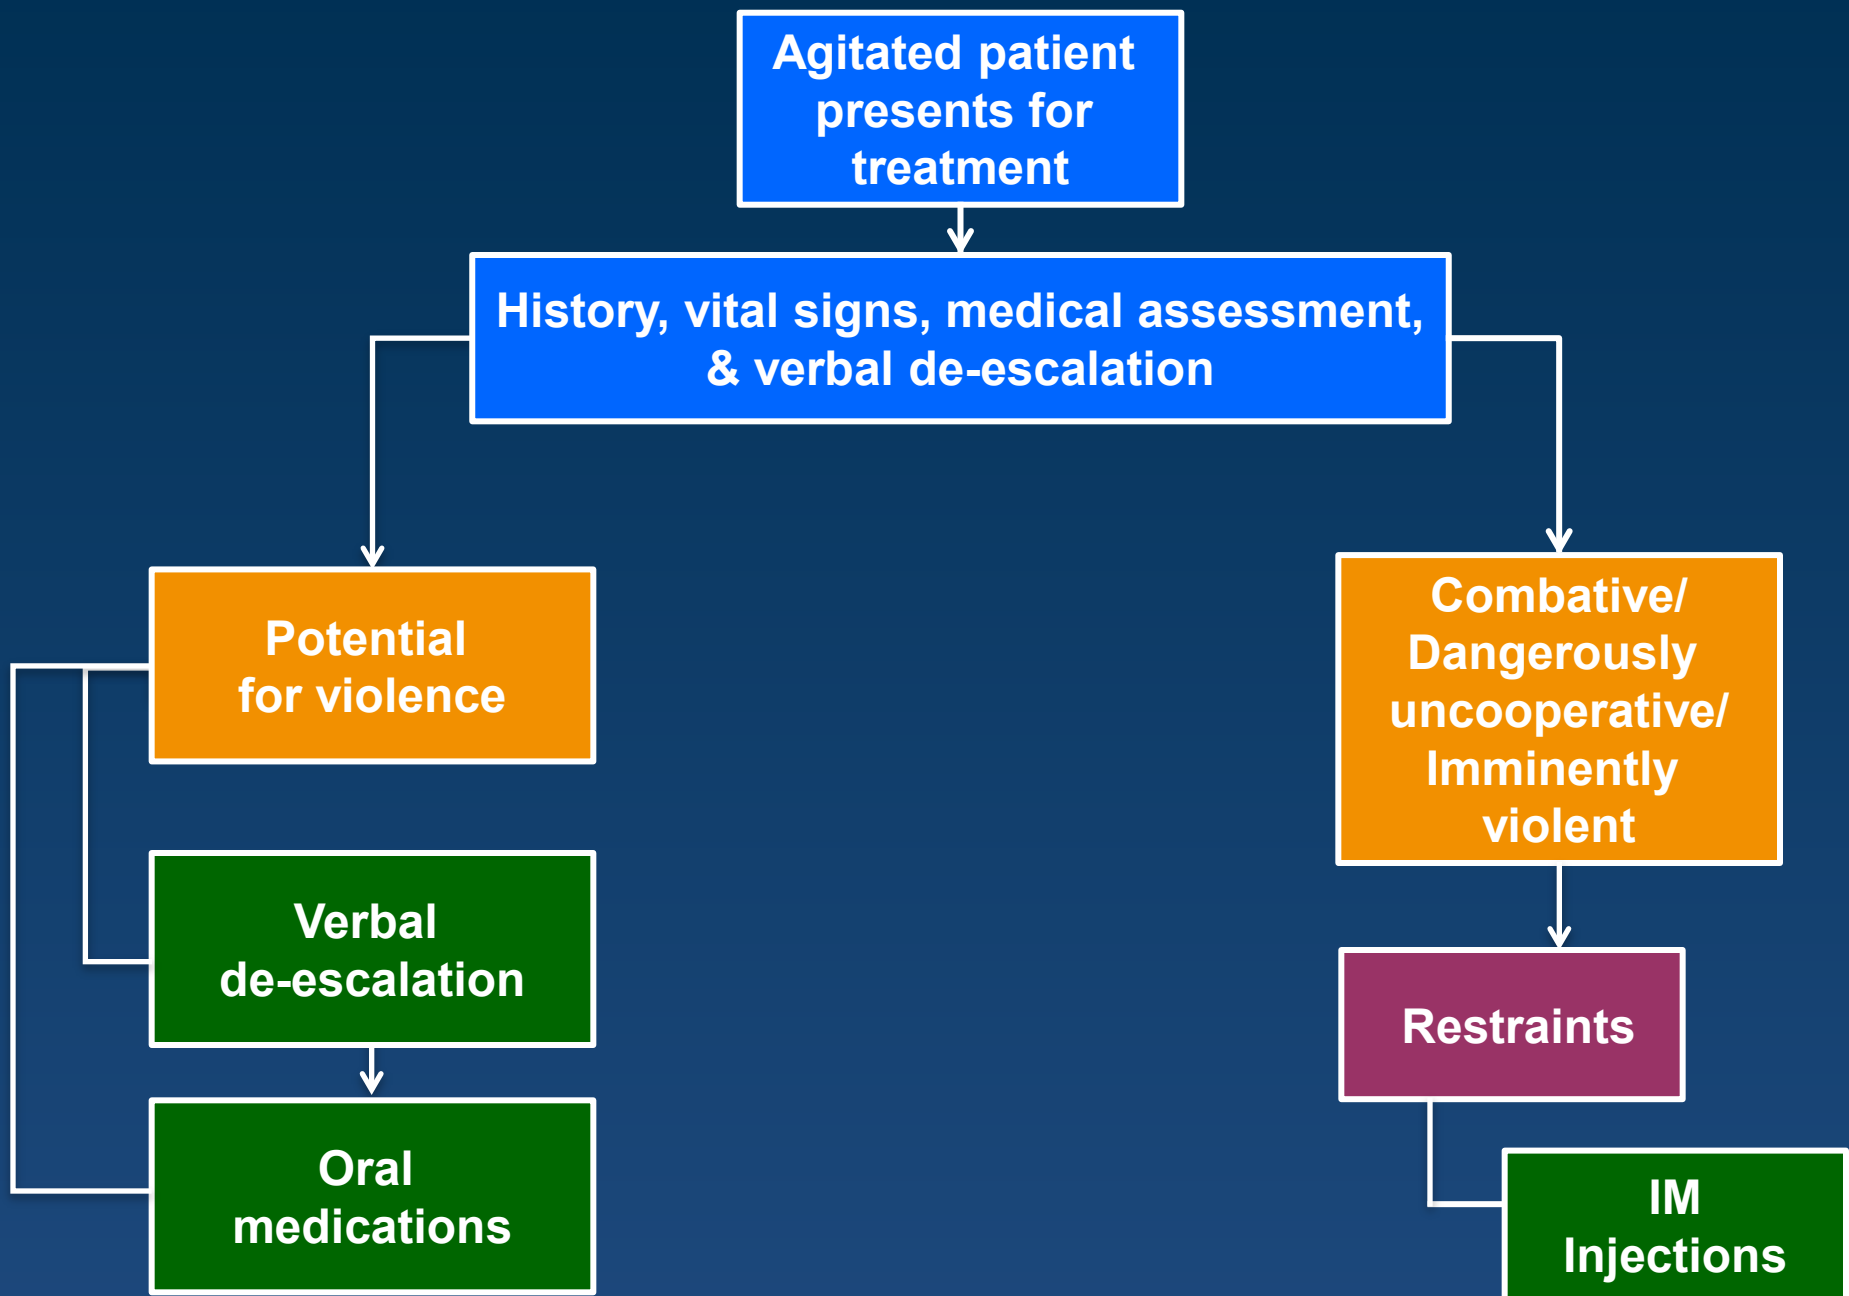 Agitated patient
presents for
treatment
History, vital signs, medical assessment,
& verbal de-escalation
Potential
for violence
Verbal
de-escalation
Oral
medications
Combative/
Dangerously
uncooperative/
Imminently
violent
Restraints
IM
Injections